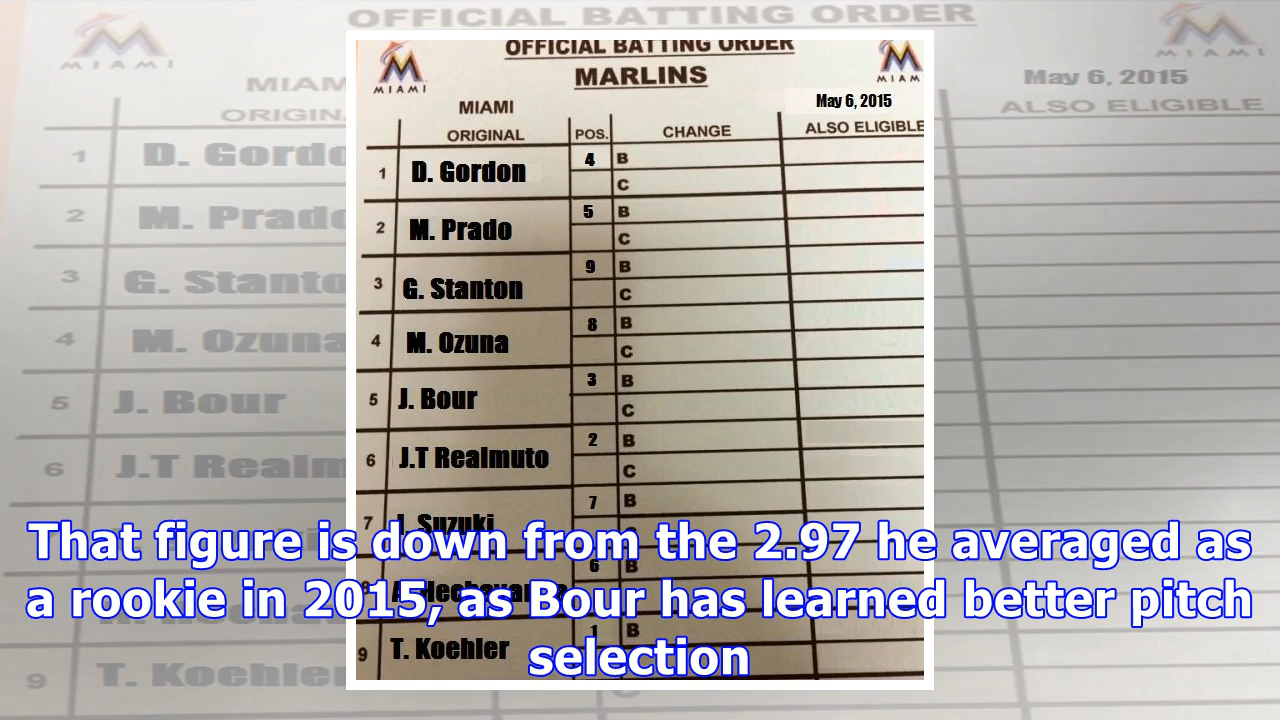 OFFICIAL BATTING ORDER
MARLINS
MIAMI
MIAMI
MIAMI
May 6, 2015
ORIGINAL POS. CHANGE ALSO ELIGIBLE
1 D. Gordon 4 B
C
2 M. Prado 5 B
C
3 G. Stanton 9 B
C
4 M. Ozuna 8 B
C
5 J. Bour 3 B
C
6 J.T Realmuto 2 B
C
7 I. Suzuki 7 B
8 6 B
9 T. Koehler 1 B
That figure is down from the 2.97 he averaged as
a rookie in 2015, as Bour has learned better pitch
selection